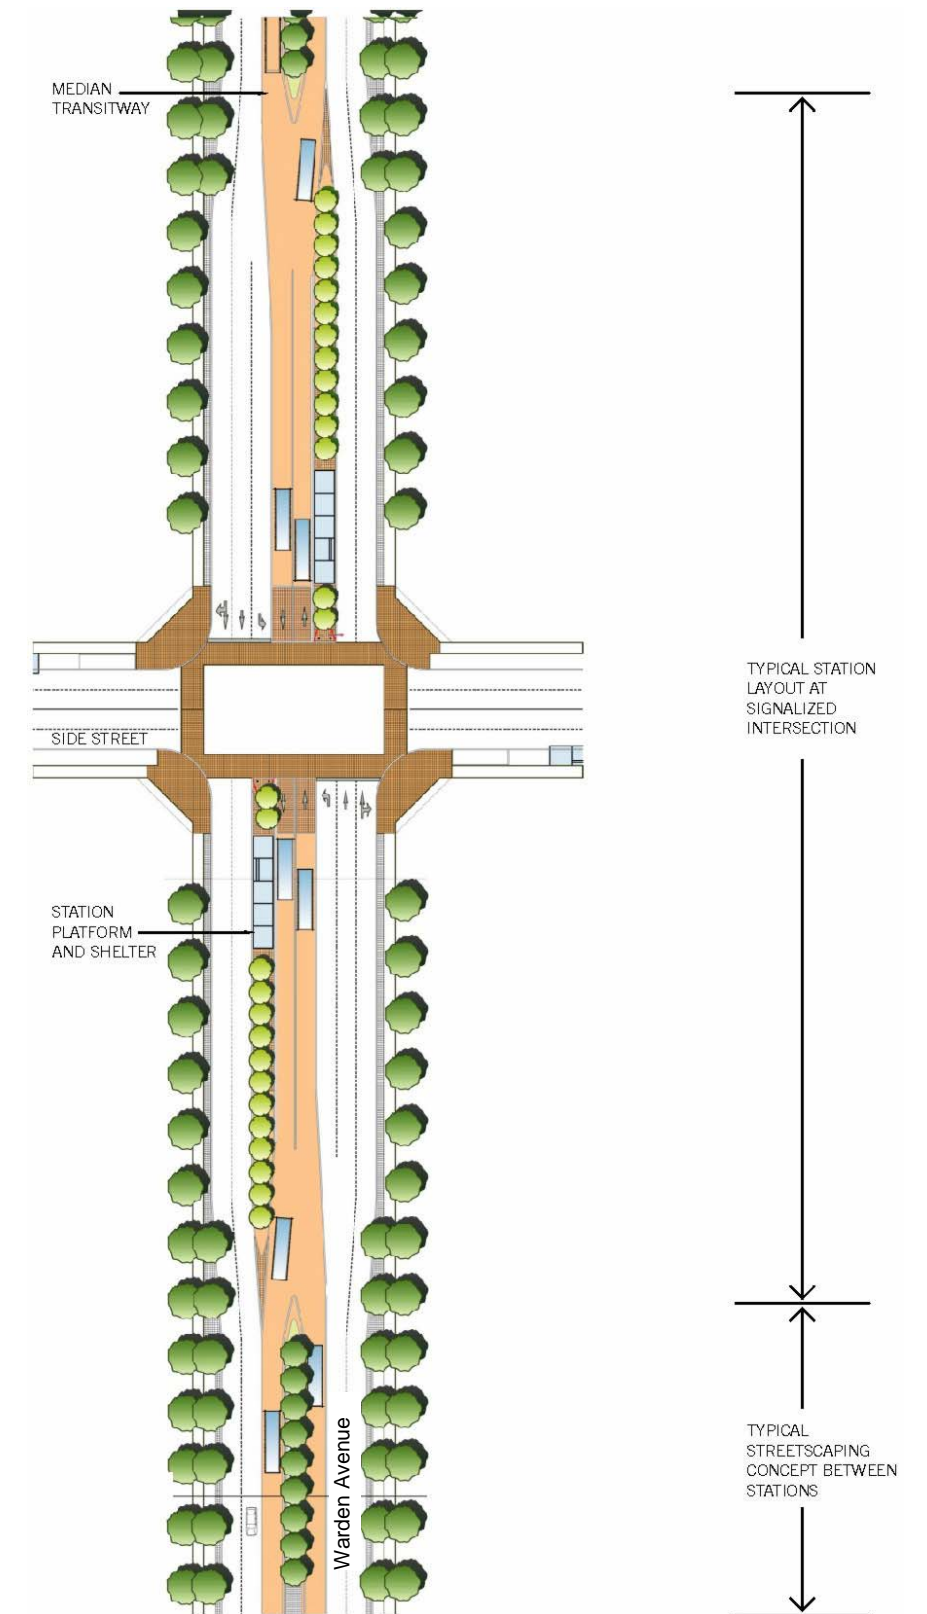 MEDIAN
TRANSITWAY
TYPICAL STATION
LAYOUT AT
SIGNALIZED
INTERSECTION
SIDE STREET
STATION
PLATFORM
AND SHELTER
Warden Avenue
TYPICAL
STREETSCAPING
CONCEPT BETWEEN
STATIONS